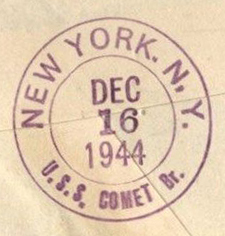 NEW YORK. N. Y.
DEC
16
1944
U.S.S. COMET Br.